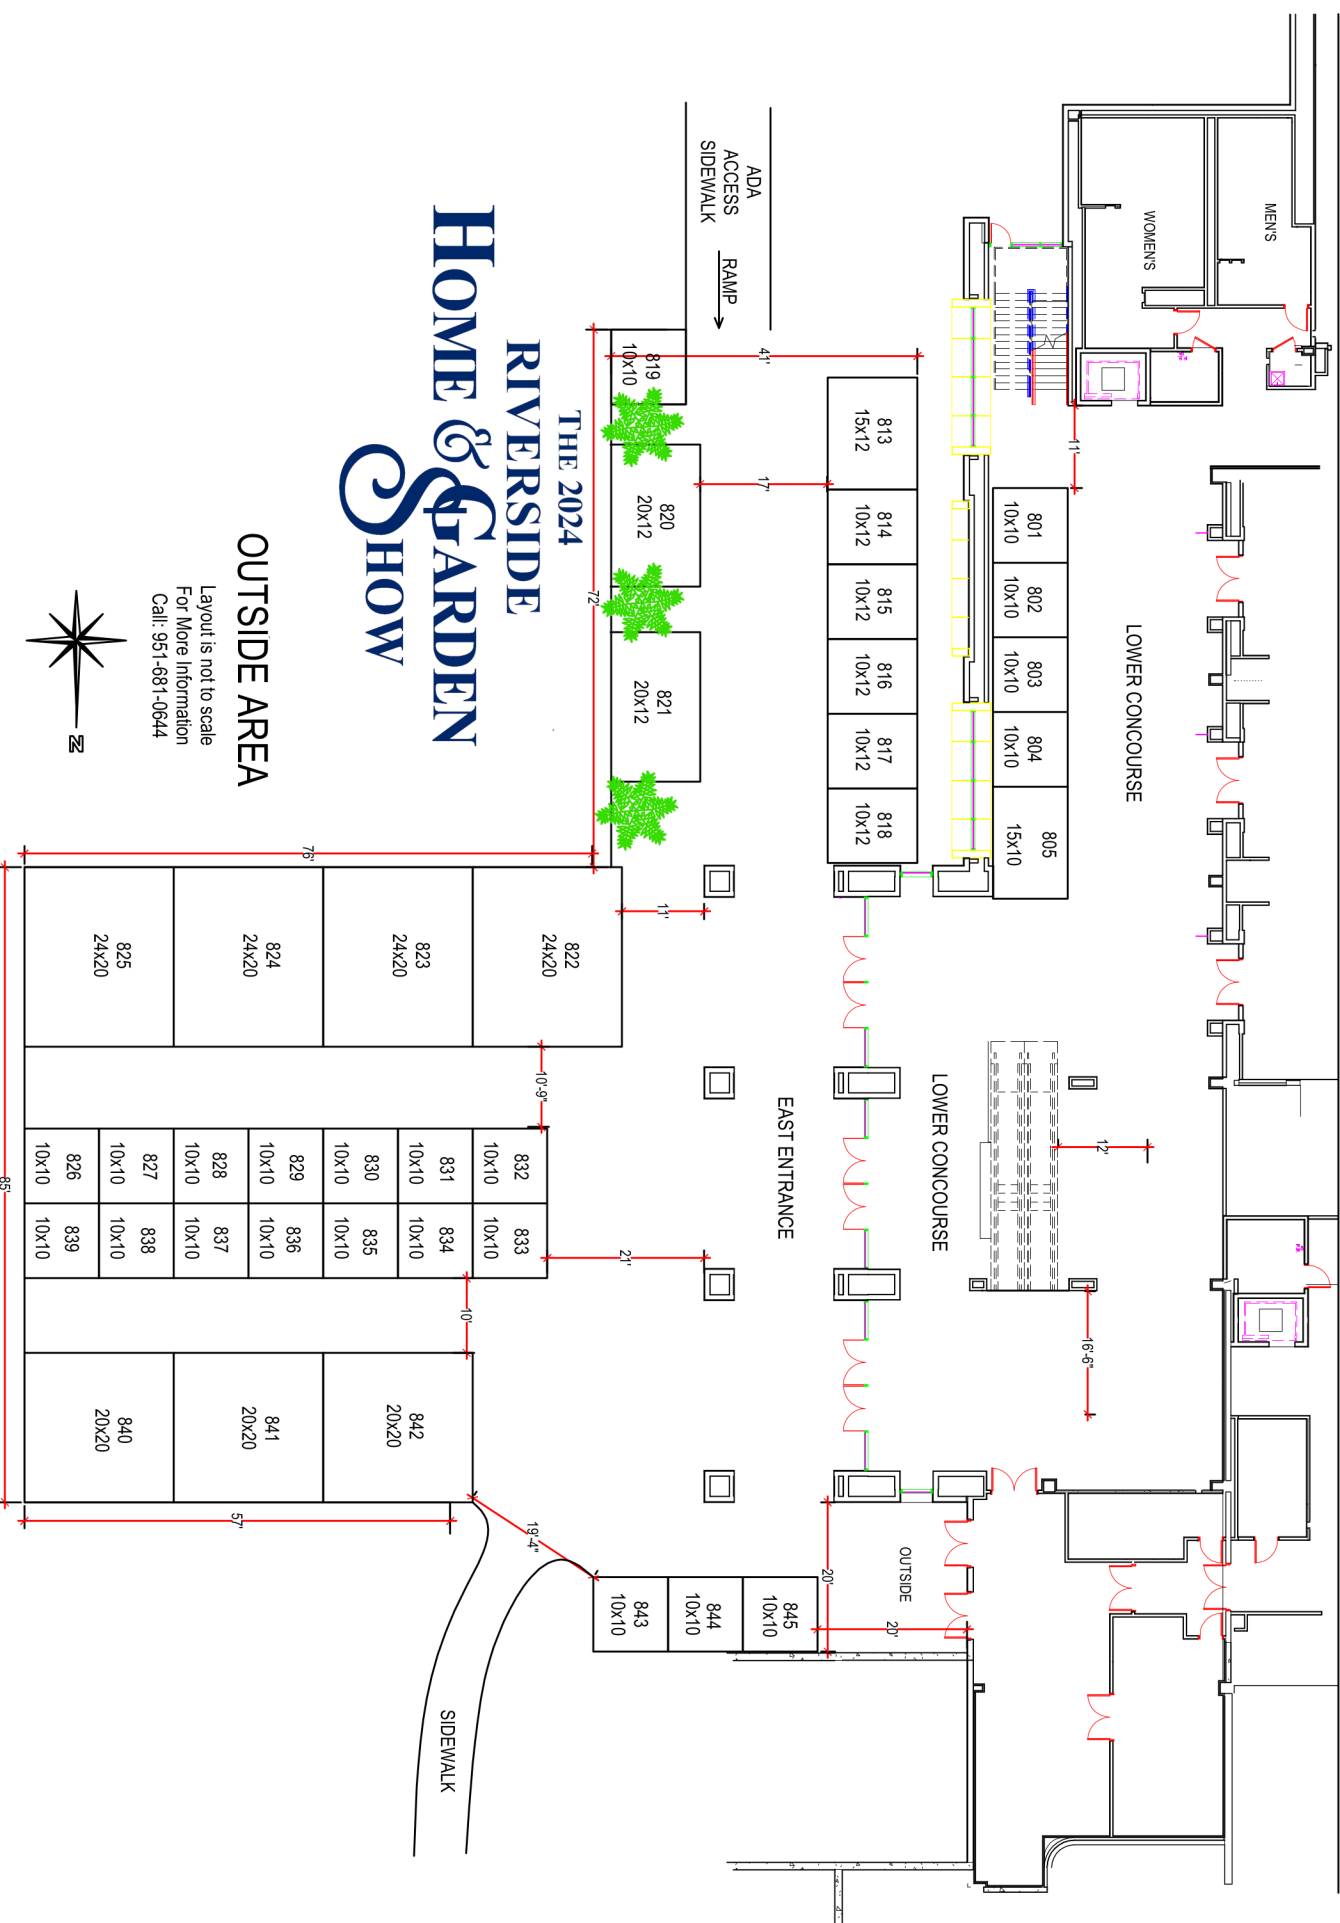 MEN'S
WOMEN'S
ADA
ACCESS
SIDEWALK
RAMP
LOWER CONCOURSE
11'
801
10x10
802
10x10
803
10x10
804
10x10
805
15x10
41'
813
15x12
814
10x12
815
10x12
816
10x12
817
10x12
818
10x12
17'
819
10x10
820
20x12
821
20x12
72'
THE 2024
RIVERSIDE
HOME & GARDEN
SHOW
OUTSIDE AREA
Layout is not to scale
For More Information
Call: 951-681-0644
N
LOWER CONCOURSE
12'
16'-6"
EAST ENTRANCE
11'
76'
822
24x20
823
24x20
824
24x20
825
24x20
10'-9"
21'
832
10x10
831
10x10
830
10x10
829
10x10
828
10x10
827
10x10
826
10x10
833
10x10
834
10x10
835
10x10
836
10x10
837
10x10
838
10x10
839
10x10
10'
85'
842
20x20
841
20x20
840
20x20
57'
19'-4"
OUTSIDE
20'
20'
845
10x10
844
10x10
843
10x10
SIDEWALK